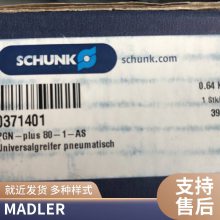 SCHUNK
schunk.com
0371401
PGN-plus 80-1-AS
Universalgreifer pneumatisch
0.64 K
1 Stk
39
就近发货 多种样式
MADLER
支持
售后